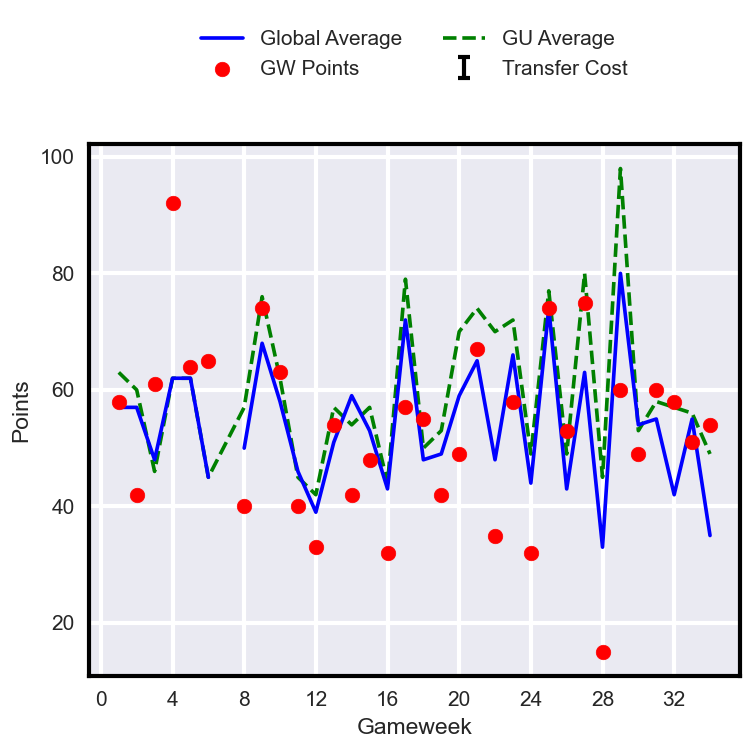 Global Average GU Average
GW Points Transfer Cost
100
80
60
40
20
Points
0 4 8 12 16 20 24 28 32
Gameweek